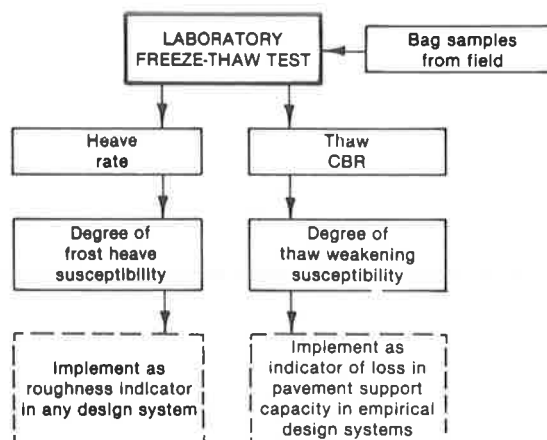 LABORATORY
FREEZE-THAW TEST
Bag samples
from field
Heave
rate
Thaw
CBR
Degree of
frost heave
susceptibility
Degree of
thaw weakening
susceptibility
Implement as
roughness indicator
in any design system
Implement as
indicator of loss in
pavement support
capacity in empirical
design systems